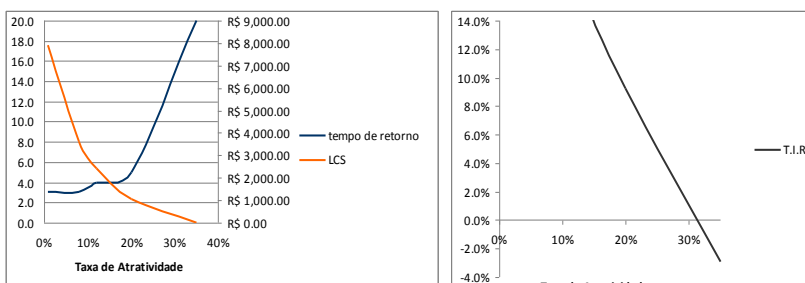 20.0
18.0
16.0
14.0
12.0
10.0
8.0
6.0
4.0
2.0
0.0
R$ 9,000.00
R$ 8,000.00
R$ 7,000.00
R$ 6,000.00
R$ 5,000.00
R$ 4,000.00
R$ 3,000.00
R$ 2,000.00
R$ 1,000.00
R$ 0.00
0% 10% 20% 30% 40%
Taxa de Atratividade
tempo de retorno
LCS
14.0%
12.0%
10.0%
8.0%
6.0%
4.0%
2.0%
0.0%
-2.0%
-4.0%
0% 10% 20% 30%
T.I.R